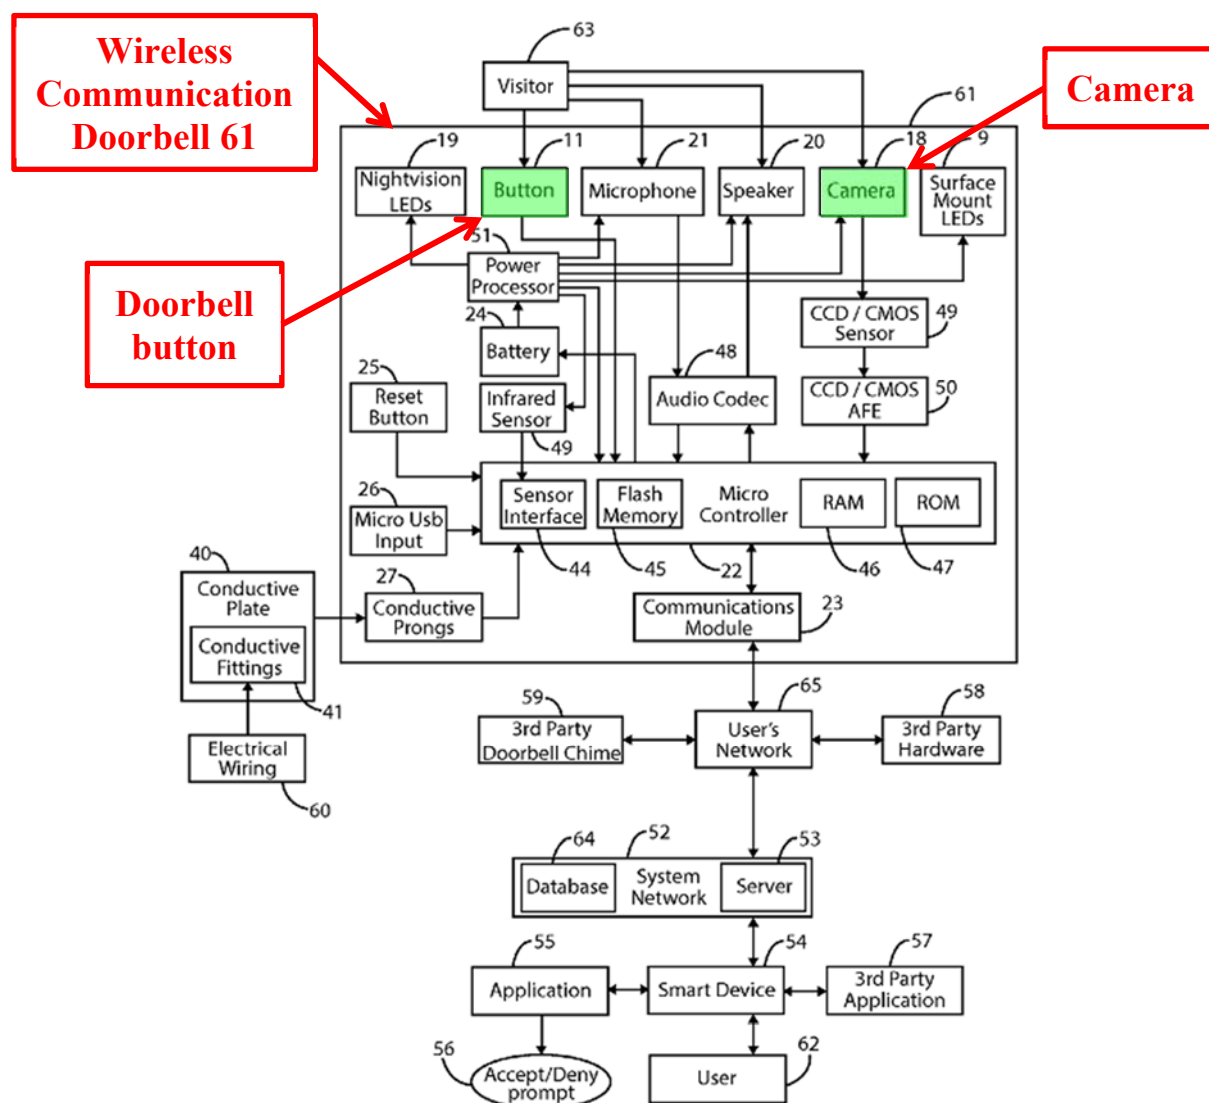 Wireless
Communication
Doorbell 61
Camera
Doorbell
button
63
Visitor
61
19
11
21
20
18
9
Nightvision
LEDs
Button
Microphone
Speaker
Camera
Surface
Mount
LEDs
51
Power
Processor
24
Battery
CCD / CMOS
Sensor
49
25
Reset
Button
Infrared
Sensor
49
48
Audio Codec
CCD / CMOS
AFE
50
26
Micro Usb
Input
Sensor
Interface
44
Flash
Memory
45
Micro
Controller
22
RAM
46
ROM
47
40
Conductive
Plate
Conductive
Fittings
41
27
Conductive
Prongs
Communications
Module
23
Electrical
Wiring
60
59
3rd Party
Doorbell Chime
65
User's
Network
58
3rd Party
Hardware
64
Database
52
System
Network
53
Server
55
Application
54
Smart Device
57
3rd Party
Application
56
Accept/Deny
prompt
User
62